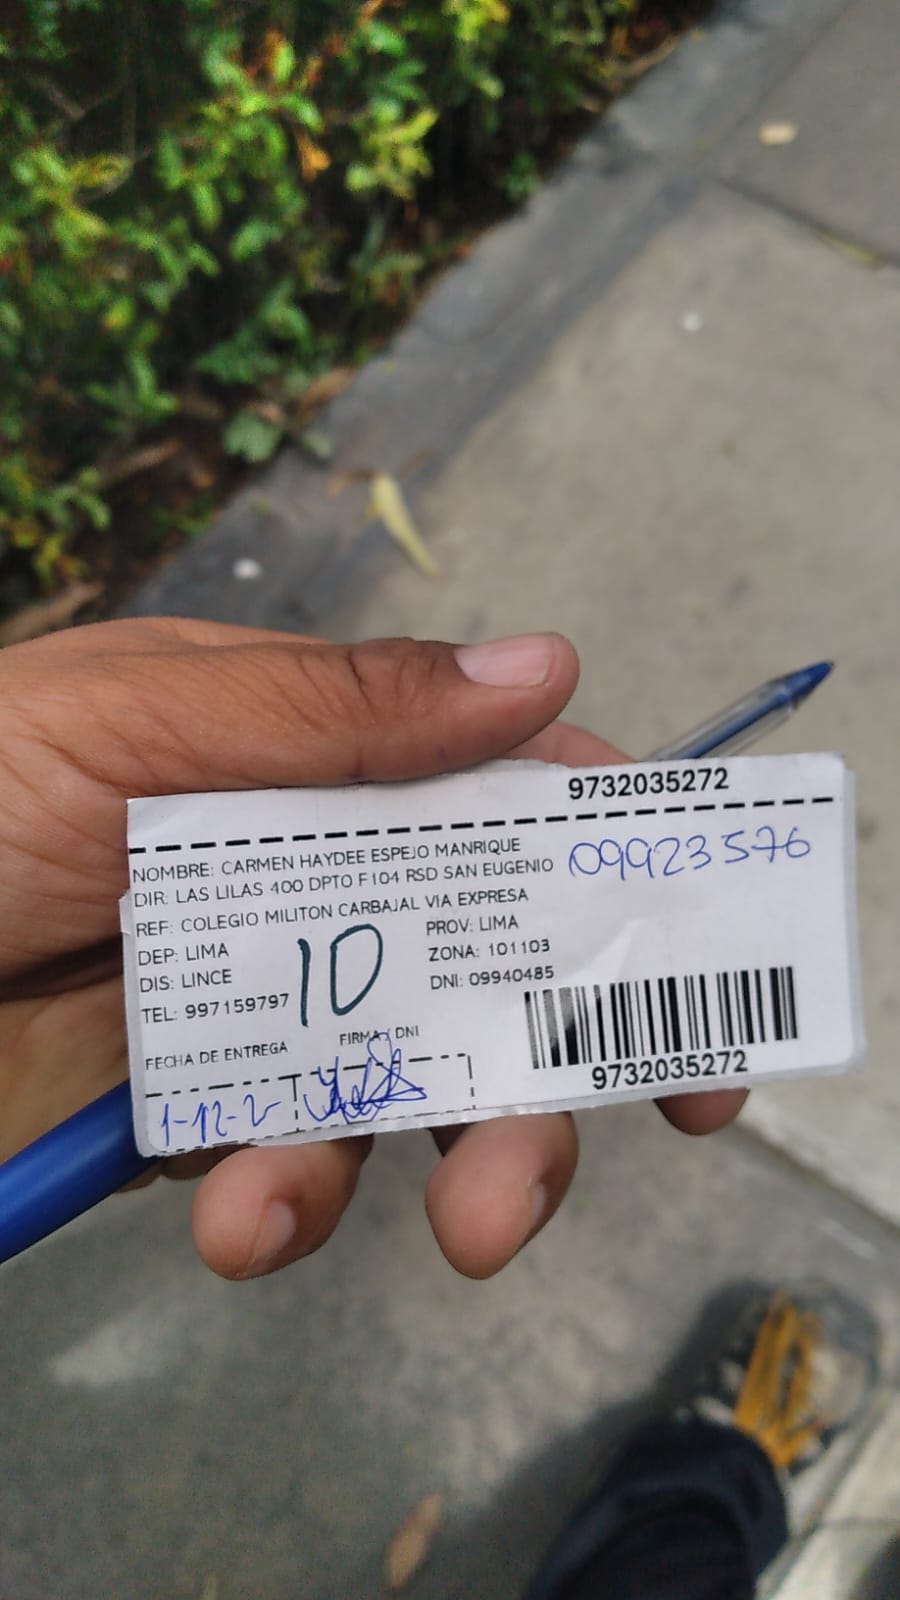 9732035272
NOMBRE: CARMEN HAYDEE ESPEJO MANRIQUE
DIR: LAS LILAS 400 DPTO F104 RSD SAN EUGENIO
09923576
REF: COLEGIO MILITON CARBAJAL VIA EXPRESA
DEP: LIMA
PROV: LIMA
DIS: LINCE
ZONA: 101103
TEL: 997159797
DNI: 09940485
10
FECHA DE ENTREGA
FIRMA / DNI
1-12-2
9732035272